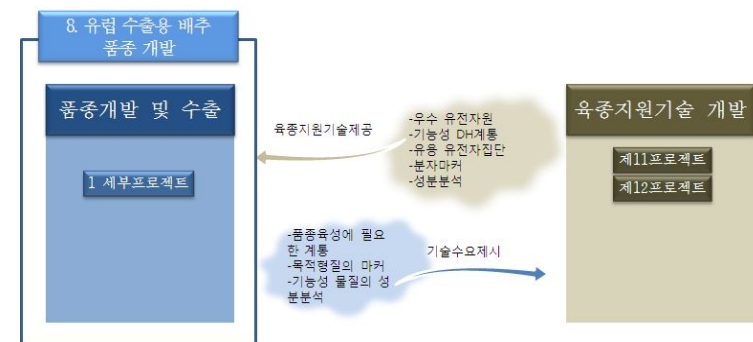 8. 유럽 수출용 배추
품종 개발
품종개발 및 수출
1 세부프로젝트
육종지원기술제공
-우수 유전자원
-기능성 DH계통
-유용 유전자집단
-분자마커
-성분분석
-품종육성에 필요
한 계통
-목적형질의 마커
-기능성 물질의 성
분분석
기술수요제시
육종지원기술 개발
제11프로젝트
제12프로젝트